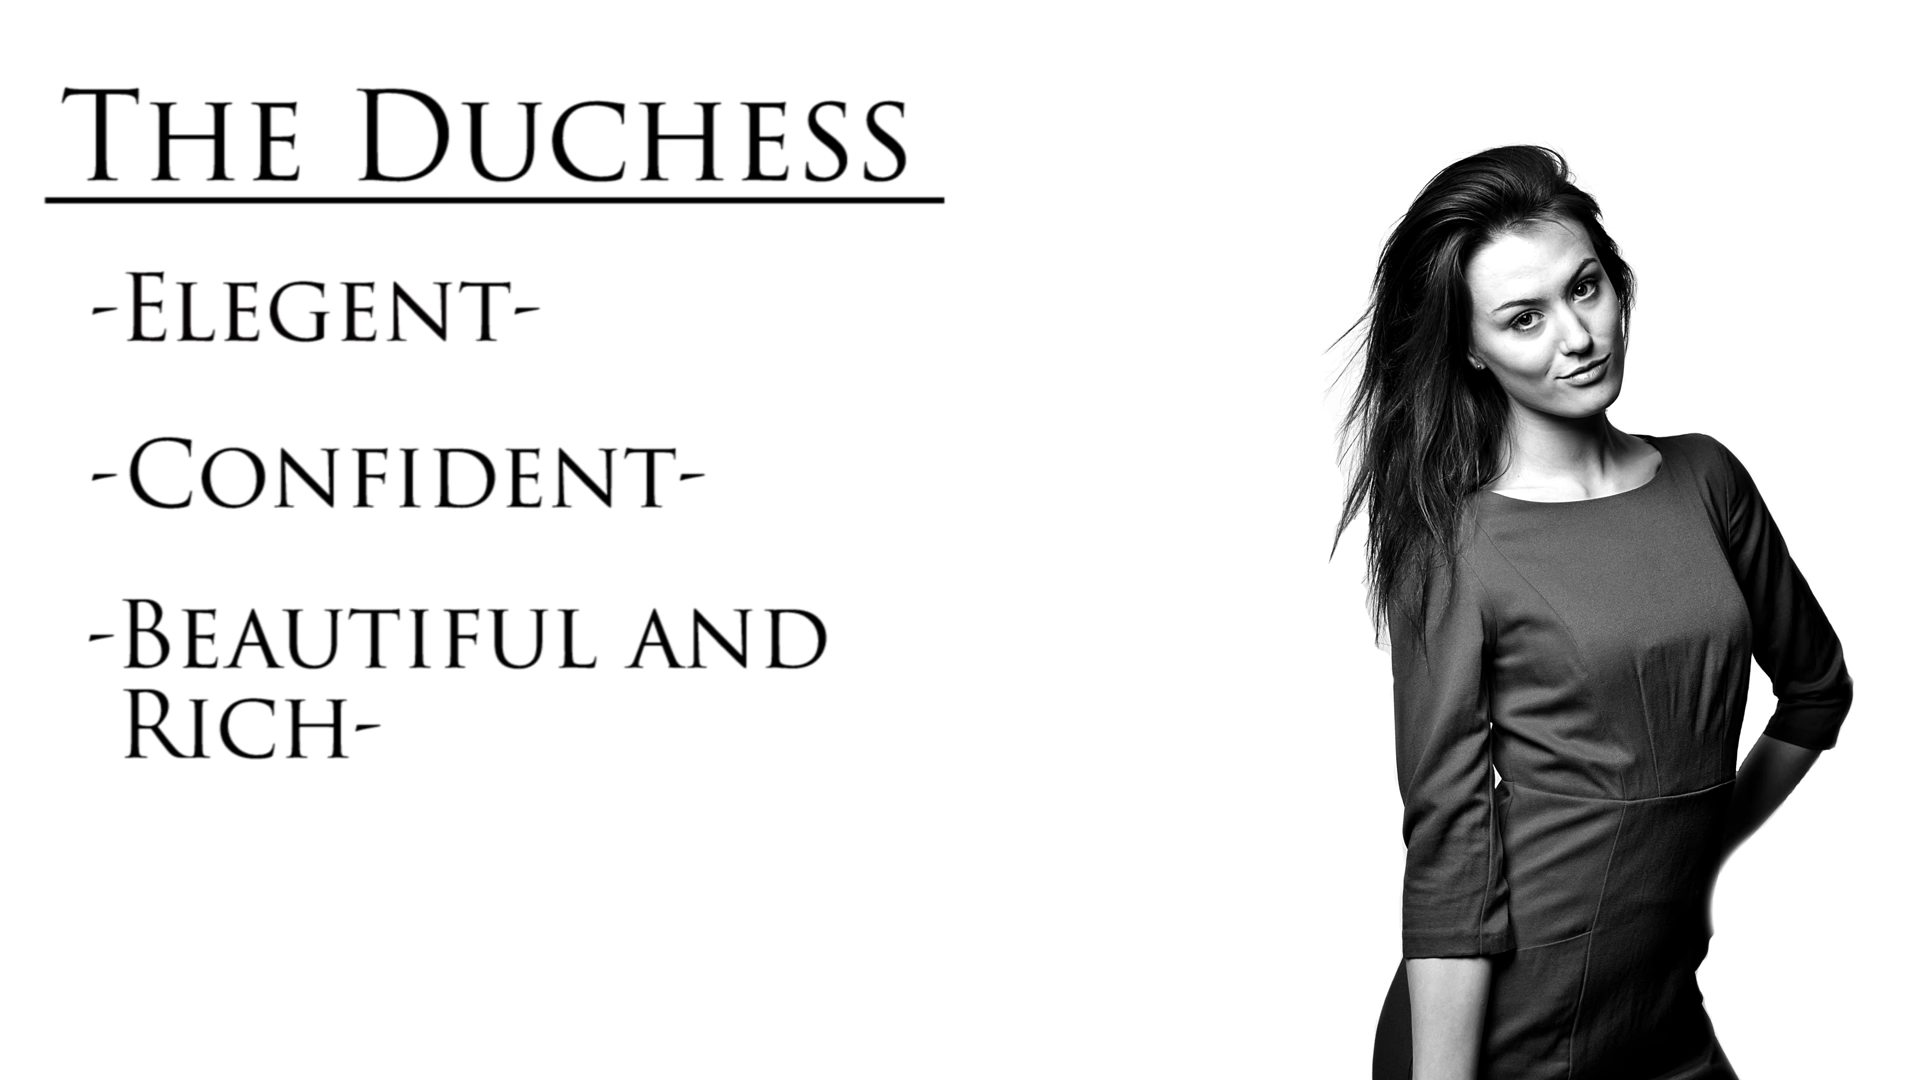 The Duchess
-Elegent-
-Confident-
-Beautiful and
Rich-